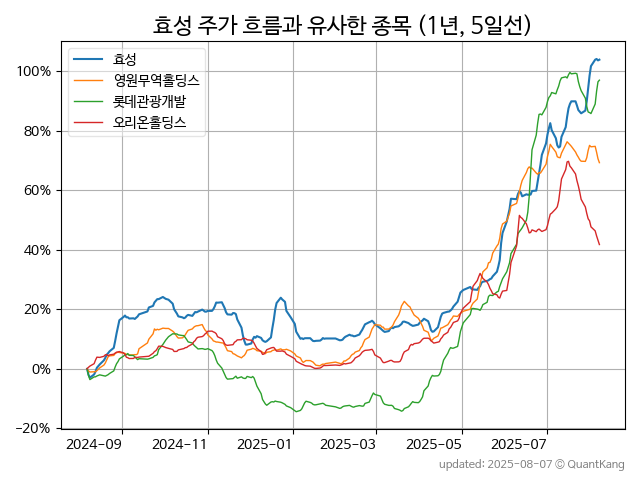 효성 주가 흐름과 유사한 종목 (1년, 5일선)
효성
영원무역홀딩스
롯데관광개발
오리온홀딩스
100%
80%
60%
40%
20%
0%
−20%
2024-09 2024-11 2025-01 2025-03 2025-05 2025-07
updated: 2025-08-07 © QuantKang